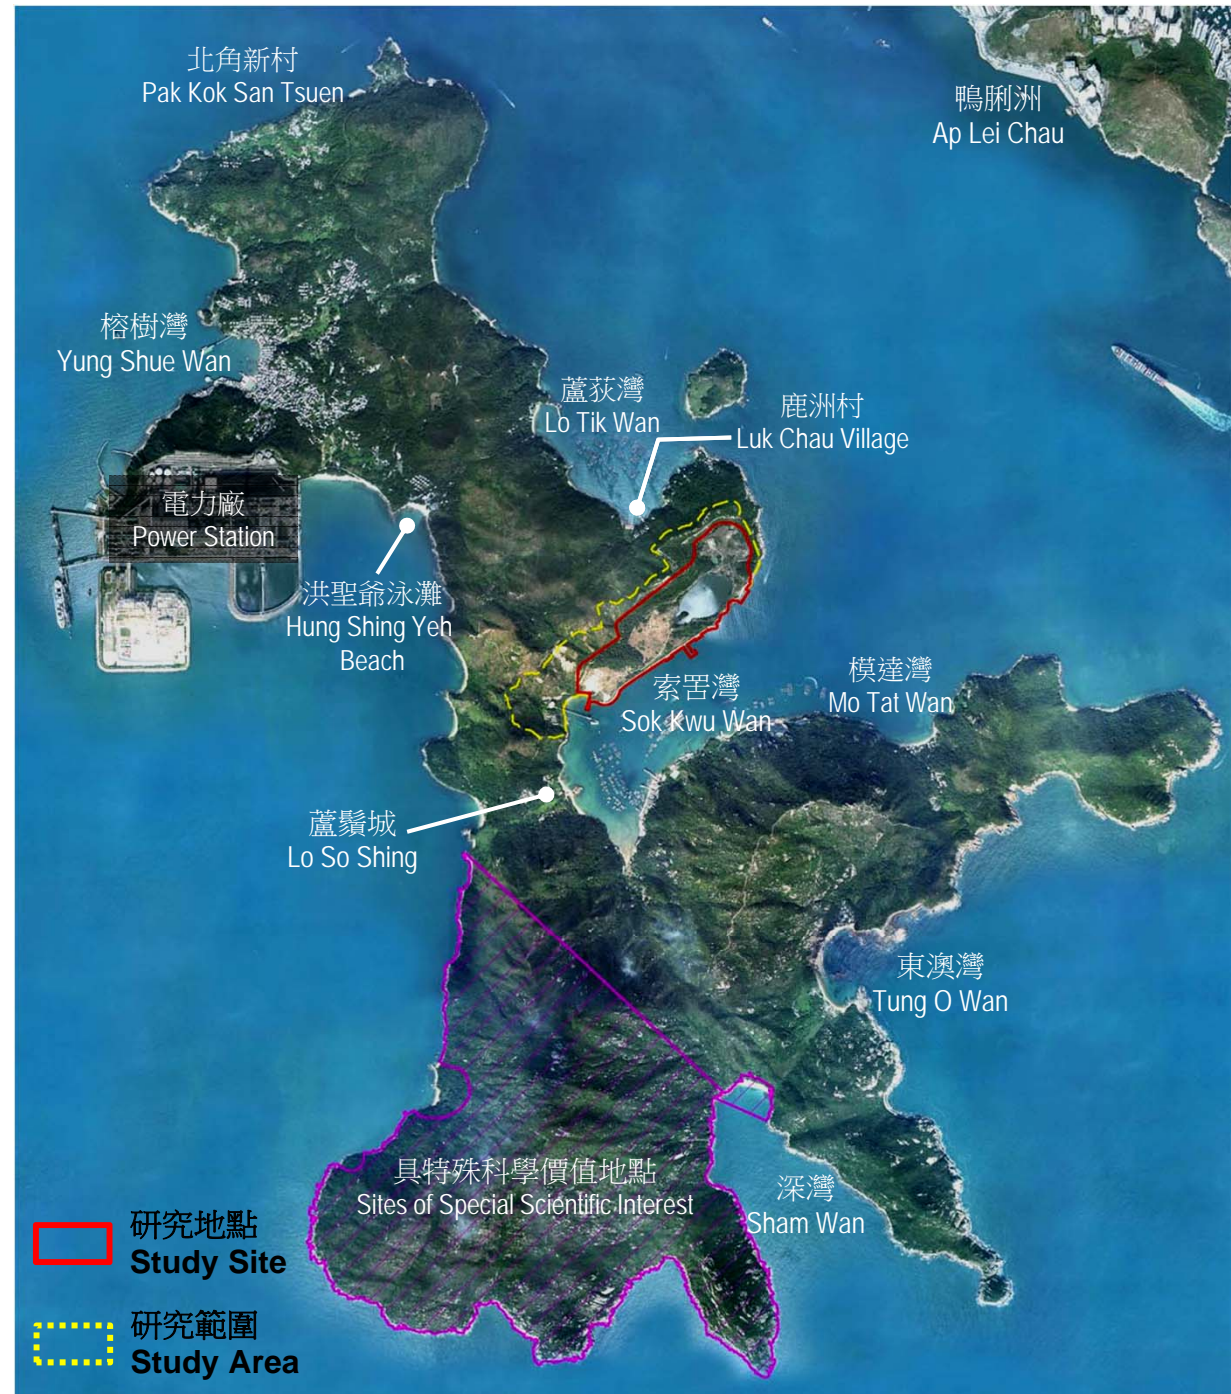 北角新村
Pak Kok San Tsuen
鴨脷洲
Ap Lei Chau
榕樹灣
Yung Shue Wan
蘆荻灣
Lo Tik Wan
鹿洲村
Luk Chau Village
電力廠
Power Station
洪聖爺泳灘
Hung Shing Yeh
Beach
索罟灣
Sok Kwu Wan
模達灣
Mo Tat Wan
蘆鬚城
Lo So Shing
東澳灣
Tung O Wan
具特殊科學價值地點
Sites of Special Scientific Interest
深灣
Sham Wan
研究地點
Study Site
研究範圍
Study Area